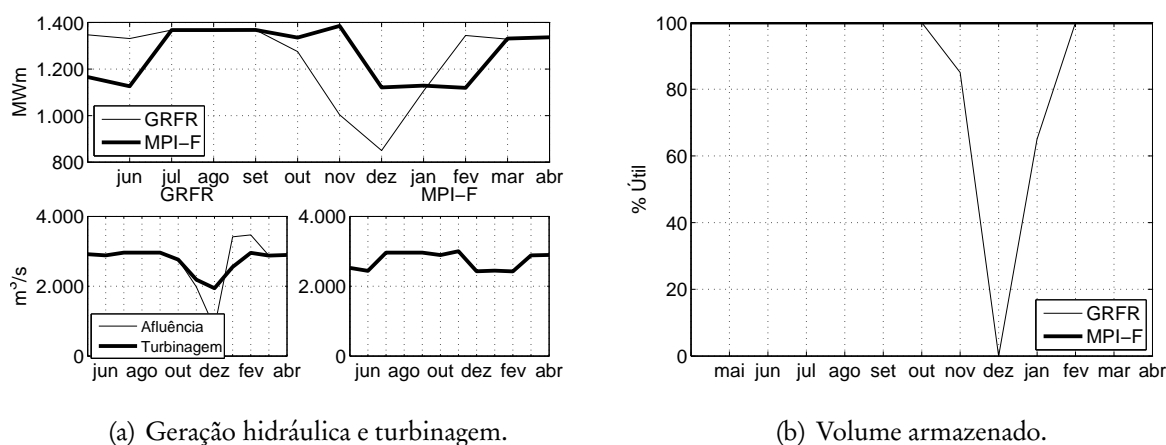 1.400
1.200
1.000
800
MWm
GRFR
MPI−F
jun jul ago set out nov dez jan fev mar abr
GRFR
MPI−F
4.000
2.000
0
m³/s
Afluência
Turbinagem
jun ago out dez fev abr
4.000
2.000
0
jun ago out dez fev abr
(a) Geração hidráulica e turbinagem.
100
80
60
40
20
0
% Útil
GRFR
MPI−F
mai jun jul ago set out nov dez jan fev mar abr
(b) Volume armazenado.